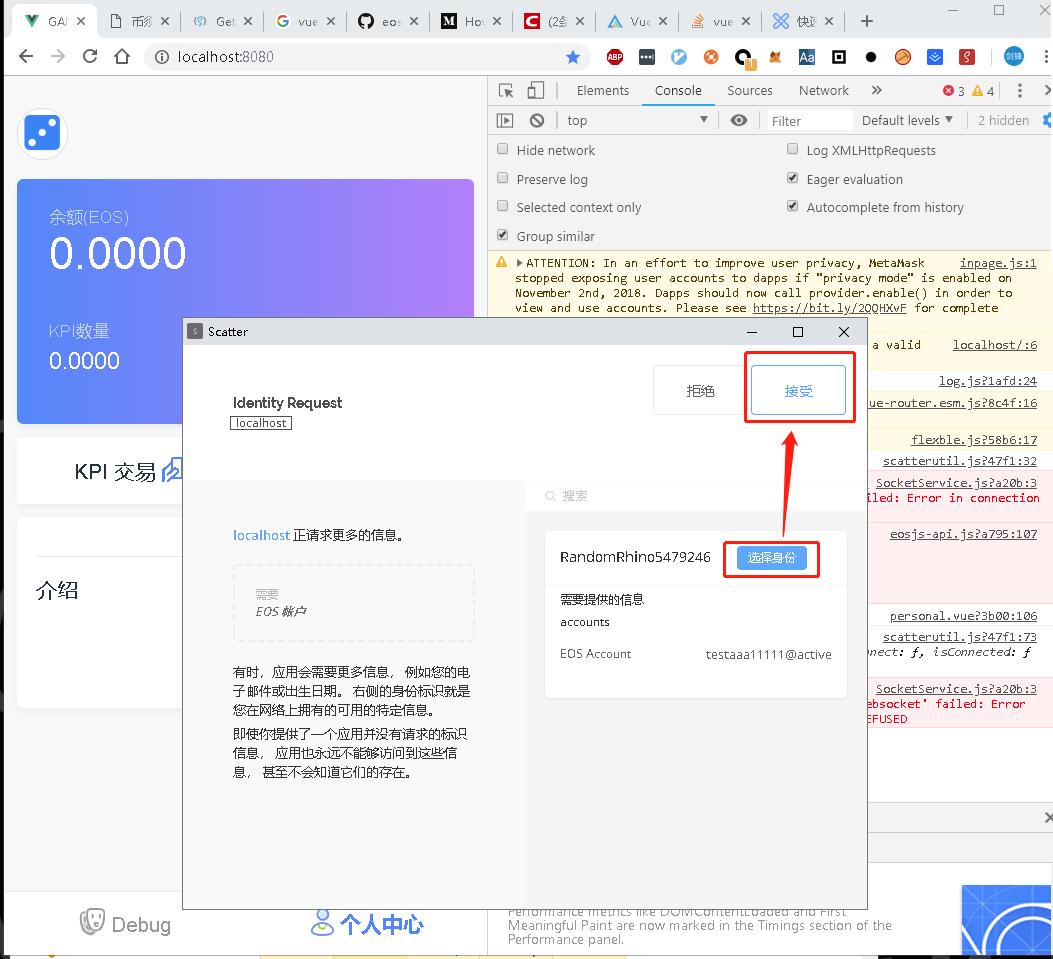 GAM
币须
Get
vue
eos
Hov
(2条
Vue
vue
快速
localhost:8080
ABP
Aa
剑锋
Elements
Console
Sources
Network
3
4
top
Filter
Default levels
2 hidden
Hide network
Log XMLHttpRequests
Preserve log
Eager evaluation
Selected context only
Autocomplete from history
Group similar
余额(EOS)
0.0000
KPI数量
0.0000
KPI 交易
介绍
Debug
个人中心
ATTENTION: In an effort to improve user privacy, MetaMask
inpage.js:1
stopped exposing user accounts to dapps if "privacy mode" is enabled on
November 2nd, 2018. Dapps should now call provider.enable() in order to
view and use accounts. Please see https://bit.ly/2QQHXvF for complete
a valid
localhost/:6
log.js?1afd:24
ue-router.esm.js?8c4f:16
flexble.js?58b6:17
scatterutil.js?47f1:32
SocketService.js?a20b:3
iled: Error in connection
eosjs-api.js?a795:107
personal.vue?3b00:106
scatterutil.js?47f1:73
nect: ƒ, isConnected: ƒ
SocketService.js?a20b:3
ebsocket' failed: Error
EFUSED
S
Scatter
Identity Request
localhost
拒绝
接受
localhost 正请求更多的信息。
需要
EOS 帐户
有时，应用会需要更多信息， 例如您的电
子邮件或出生日期。 右侧的身份标识就是
您在网络上拥有的可用的特定信息。
即使你提供了一个应用并没有请求的标识
信息， 应用也永远不能够访问到这些信
息， 甚至不会知道它们的存在。
搜索
RandomRhino5479246
选择身份
需要提供的信息
accounts
EOS Account
testaaa11111@active
Performance metrics like DOMContentLoaded and First
Meaningful Paint are now marked in the Timings section of the
Performance panel.